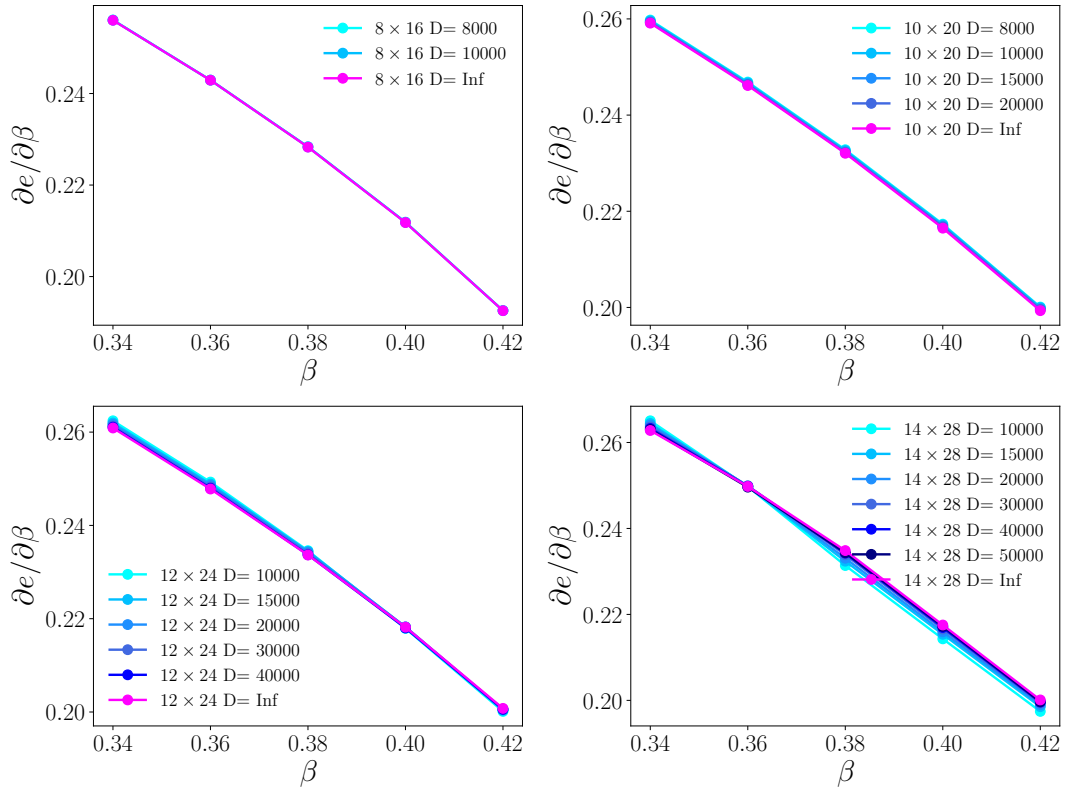 8 × 16 D= 8000
8 × 16 D= 10000
8 × 16 D= Inf
∂e/∂β
0.24
0.22
0.20
0.34 0.36 0.38 0.40 0.42
β
10 × 20 D= 8000
10 × 20 D= 10000
10 × 20 D= 15000
10 × 20 D= 20000
10 × 20 D= Inf
∂e/∂β
0.26
0.24
0.22
0.20
0.34 0.36 0.38 0.40 0.42
β
12 × 24 D= 10000
12 × 24 D= 15000
12 × 24 D= 20000
12 × 24 D= 30000
12 × 24 D= 40000
12 × 24 D= Inf
∂e/∂β
0.26
0.24
0.22
0.20
0.34 0.36 0.38 0.40 0.42
β
14 × 28 D= 10000
14 × 28 D= 15000
14 × 28 D= 20000
14 × 28 D= 30000
14 × 28 D= 40000
14 × 28 D= 50000
14 × 28 D= Inf
∂e/∂β
0.26
0.24
0.22
0.20
0.34 0.36 0.38 0.40 0.42
β